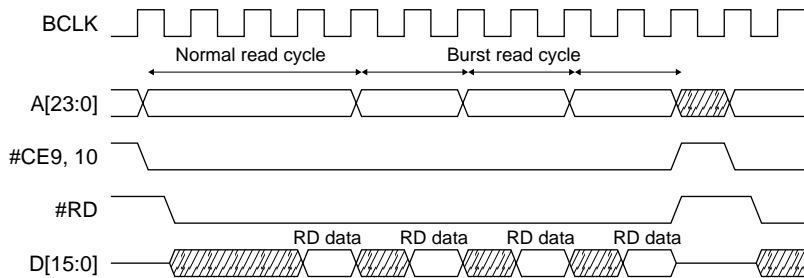 BCLK
Normal read cycle Burst read cycle
A[23:0]
#CE9, 10
#RD
RD data RD data RD data RD data
D[15:0]